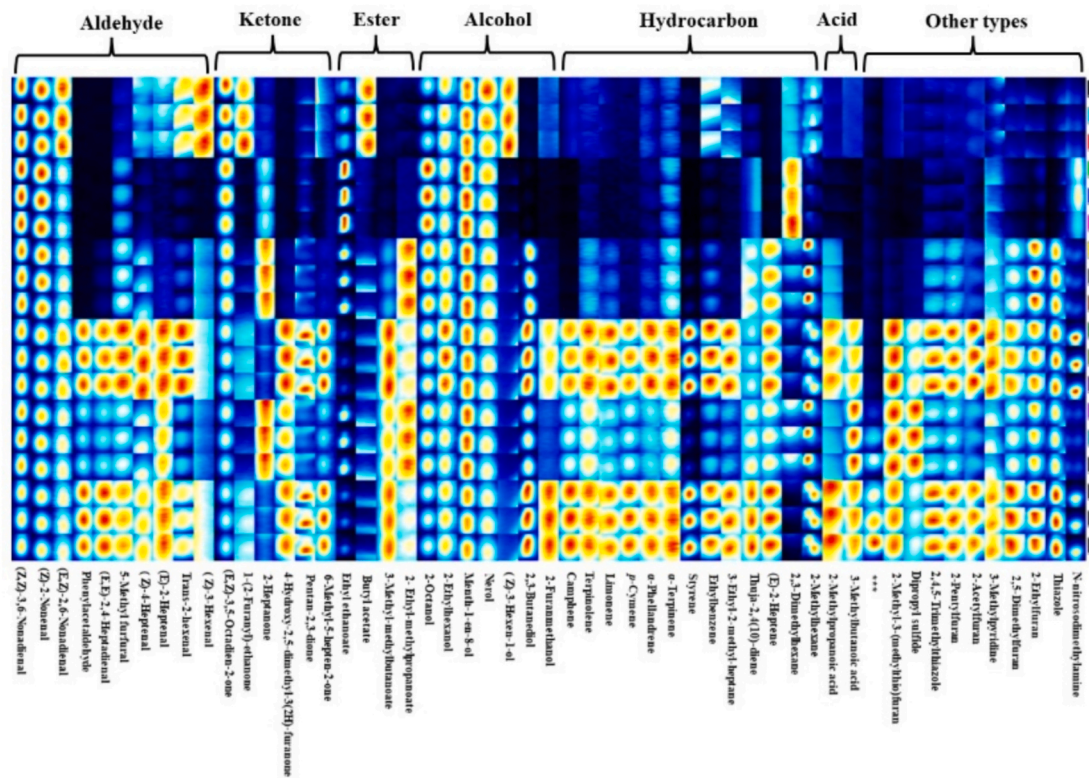 Aldehyde
Ketone
Ester
Alcohol
Hydrocarbon
Acid
Other types
(Z,Z)-3,6-Nonadienal
(Z)-2-Nonenal
(E,Z)-2,6-Nonadienal
Phenylacetaldehyde
(E,E)-2,4-Heptadienal
5-Methyl furfural
(Z)-4-Heptenal
(E)-2-Heptenal
Trans-2-hexenal
(Z)-3-Hexenal
(E,Z)-3,5-Octadien-2-one
1-(2-Furanyl)-ethanone
2-Heptanone
4-Hydroxy-2,5-dimethyl-3(2H)-furanone
Pentan-2,3-dione
6-Methyl-5-hepten-2-one
Ethyl ethanoate
Butyl acetate
3-Methyl-methylbutanoate
2- Ethyl-methylpropanoate
2-Octanol
2-Ethylhexanol
Menth-1-en-8-ol
Nerol
(Z)-3-Hexen-1-ol
2,3-Butanediol
2-Furanmethanol
Camphone
Terpinolene
Limonene
p-Cymene
α-Phellandrene
α-Terpinene
Styrene
Ethylbenzene
3-Ethyl-2-methyl-heptane
Thuja-2,4(10)-diene
(E)-2-Heptene
2,3-Dimethylhexane
2-Methylhexane
2-Methylpropanoic acid
3-Methylbutanoic acid
***
2-Methyl-3-(methylthio)furan
Dipropyl sulfide
2,4,5-Trimethylthiazole
2-Pentylfuran
2-Acetylfuran
3-Methylpyridine
2,5-Dimethylfuran
2-Ethylfuran
Thiazole
N-nitrosodimethylamine